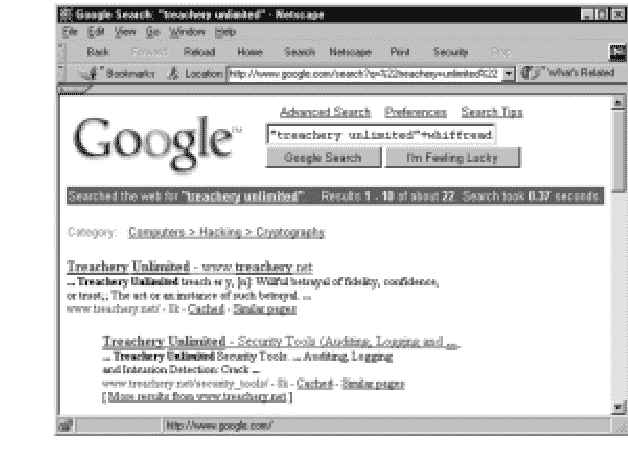 Google Search: "treachery unlimited" - Netscape
File Edit View Go Window Help
Back Forward Reload Home Search Netscape Print Security Stop
Bookmarks Location http://www.google.com/search?q=%22treachery+unlimited%22 What's Related
Advanced Search Preferences Search Tips
Google
"treachery unlimited"+whiffread
Google Search I'm Feeling Lucky
Searched the web for "treachery unlimited" Results 1 - 10 of about 22 Search took 0.37 seconds.
Category: Computers > Hacking > Cryptography
Treachery Unlimited - www.treachery.net
... Treachery Unlimited treach er y, [n]: Willful betrayal of fidelity, confidence,
or trust;, The act or an instance of such betrayal. ...
www.treachery.net/ - 8k - Cached - Similar pages
Treachery Unlimited - Security Tools (Auditing, Logging and ...
... Treachery Unlimited Security Tools. ... Auditing, Logging
and Intrusion Detection: Crack ...
www.treachery.net/security_tools/ - Cached - Similar pages
[ More results from www.treachery.net ]
http://www.google.com/